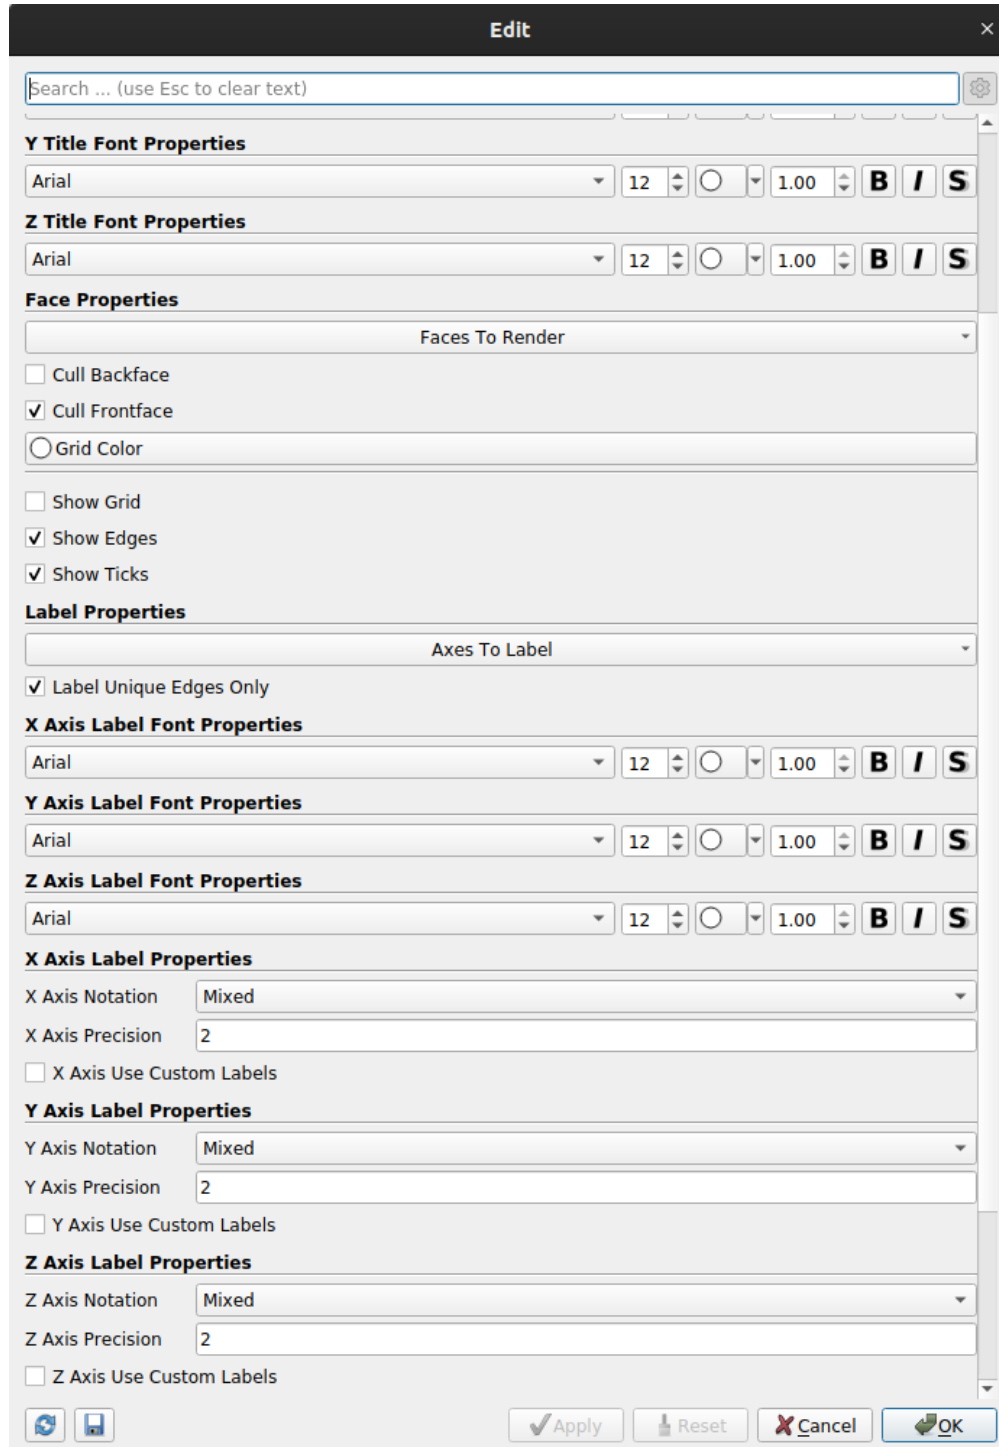 Edit
Search ... (use Esc to clear text)
Y Title Font Properties
Arial 12 1.00 B I S
Z Title Font Properties
Arial 12 1.00 B I S
Face Properties
Faces To Render
Cull Backface
Cull Frontface
Grid Color
Show Grid
Show Edges
Show Ticks
Label Properties
Axes To Label
Label Unique Edges Only
X Axis Label Font Properties
Arial 12 1.00 B I S
Y Axis Label Font Properties
Arial 12 1.00 B I S
Z Axis Label Font Properties
Arial 12 1.00 B I S
X Axis Label Properties
X Axis Notation Mixed
X Axis Precision 2
X Axis Use Custom Labels
Y Axis Label Properties
Y Axis Notation Mixed
Y Axis Precision 2
Y Axis Use Custom Labels
Z Axis Label Properties
Z Axis Notation Mixed
Z Axis Precision 2
Z Axis Use Custom Labels
Apply Reset Cancel OK